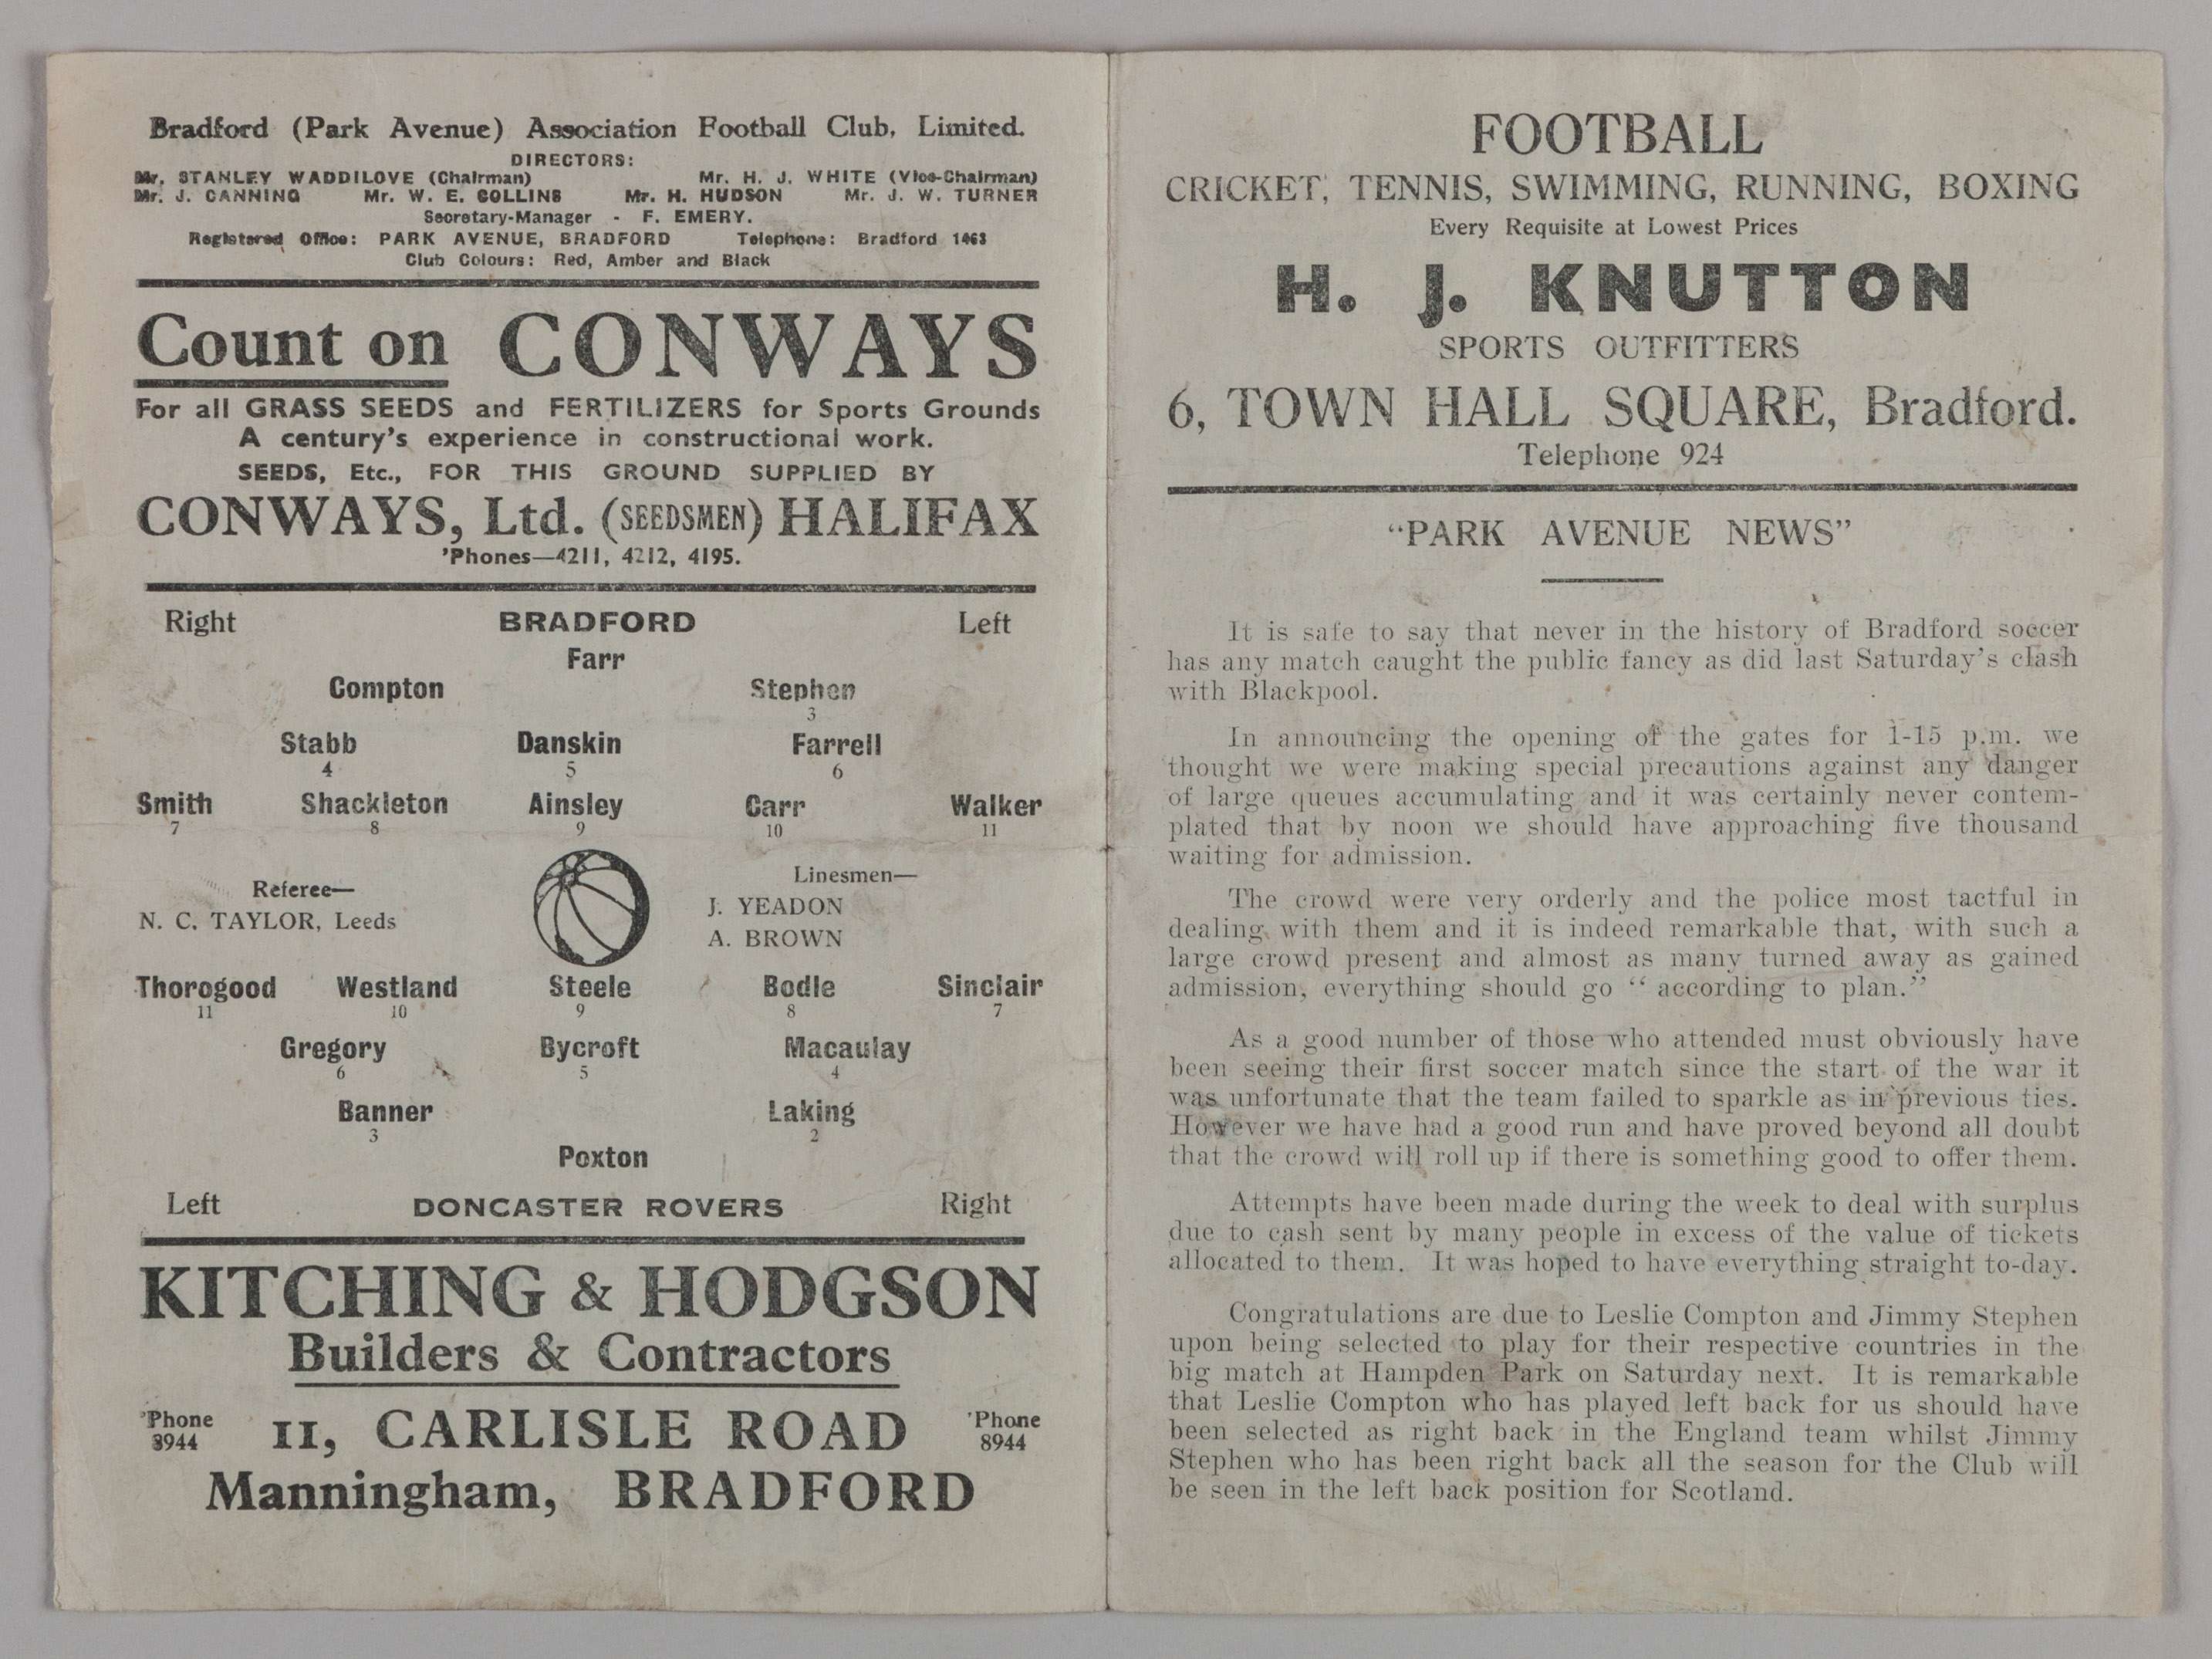 Bradford (Park Avenue) Association Football Club, Limited.
DIRECTORS:
Mr. STANLEY WADDILOVE (Chairman) Mr. H. J. WHITE (Vice-Chairman)
Mr. J. CANNING Mr. W. E. COLLINS Mr. H. HUDSON Mr. J. W. TURNER
Secretary-Manager - F. EMERY.
Registered Office: PARK AVENUE, BRADFORD Telephone: Bradford 1463
Club Colours: Red, Amber and Black
Count on CONWAYS
For all GRASS SEEDS and FERTILIZERS for Sports Grounds
A century's experience in constructional work.
SEEDS, Etc., FOR THIS GROUND SUPPLIED BY
CONWAYS, Ltd. (SEEDSMEN) HALIFAX
'Phones—4211, 4212, 4195.
Right BRADFORD Left
Farr
Compton Stephen
3
Stabb Danskin Farrell
4 5 6
Smith Shackleton Ainsley Carr Walker
7 8 9 10 11
Referee— Linesmen—
N. C. TAYLOR, Leeds J. YEADON
A. BROWN
Thorogood Westland Steele Bodle Sinclair
11 10 9 8 7
Gregory Bycroft Macaulay
6 5 4
Banner Laking
3 2
Poxton
Left DONCASTER ROVERS Right
KITCHING & HODGSON
Builders & Contractors
'Phone 11, CARLISLE ROAD 'Phone
8944 8944
Manningham, BRADFORD
FOOTBALL
CRICKET, TENNIS, SWIMMING, RUNNING, BOXING
Every Requisite at Lowest Prices
H. J. KNUTTON
SPORTS OUTFITTERS
6, TOWN HALL SQUARE, Bradford.
Telephone 924
"PARK AVENUE NEWS"
It is safe to say that never in the history of Bradford soccer
has any match caught the public fancy as did last Saturday's clash
with Blackpool.
In announcing the opening of the gates for 1-15 p.m. we
thought we were making special precautions against any danger
of large queues accumulating and it was certainly never contem-
plated that by noon we should have approaching five thousand
waiting for admission.
The crowd were very orderly and the police most tactful in
dealing with them and it is indeed remarkable that, with such a
large crowd present and almost as many turned away as gained
admission, everything should go "according to plan."
As a good number of those who attended must obviously have
been seeing their first soccer match since the start of the war it
was unfortunate that the team failed to sparkle as in previous ties.
However we have had a good run and have proved beyond all doubt
that the crowd will roll up if there is something good to offer them.
Attempts have been made during the week to deal with surplus
due to cash sent by many people in excess of the value of tickets
allocated to them. It was hoped to have everything straight to-day.
Congratulations are due to Leslie Compton and Jimmy Stephen
upon being selected to play for their respective countries in the
big match at Hampden Park on Saturday next. It is remarkable
that Leslie Compton who has played left back for us should have
been selected as right back in the England team whilst Jimmy
Stephen who has been right back all the season for the Club will
be seen in the left back position for Scotland.